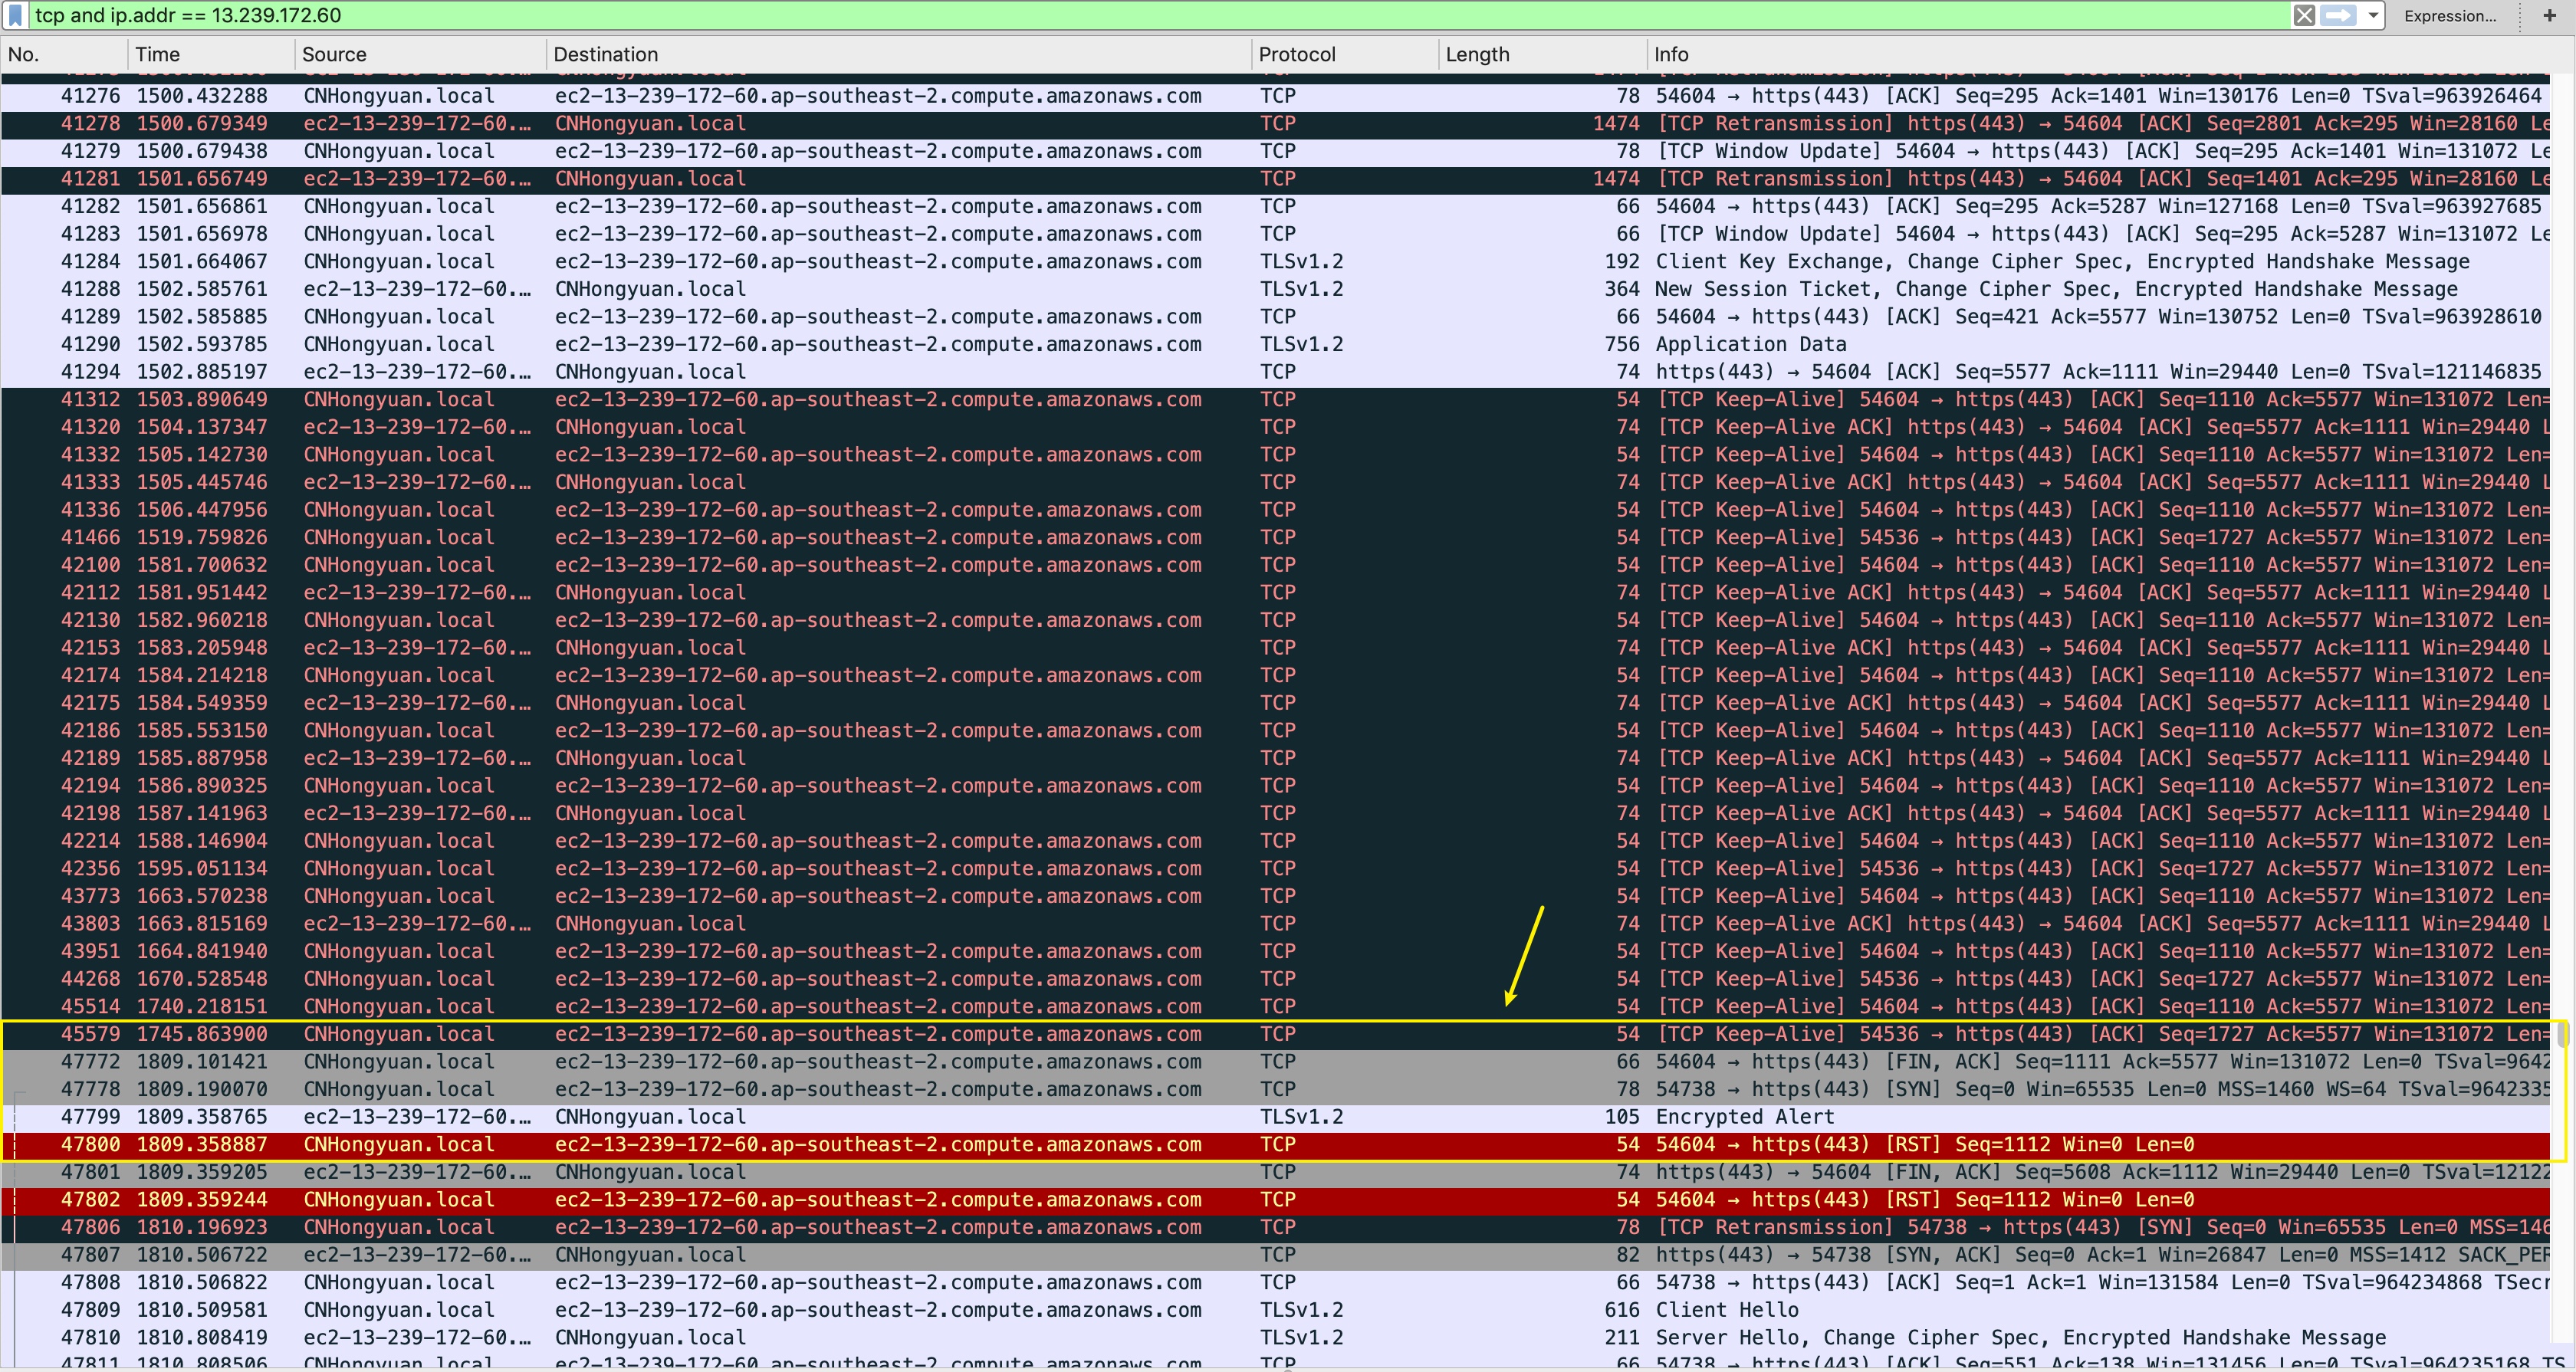 tcp and ip.addr == 13.239.172.60 Expression... +
No. Time Source Destination Protocol Length Info
41276 1500.432288 CNHongyuan.local ec2-13-239-172-60.ap-southeast-2.compute.amazonaws.com TCP 78 54604 → https(443) [ACK] Seq=295 Ack=1401 Win=130176 Len=0 TSval=963926464
41278 1500.679349 ec2-13-239-172-60.… CNHongyuan.local TCP 1474 [TCP Retransmission] https(443) → 54604 [ACK] Seq=2801 Ack=295 Win=28160 Le
41279 1500.679438 CNHongyuan.local ec2-13-239-172-60.ap-southeast-2.compute.amazonaws.com TCP 78 [TCP Window Update] 54604 → https(443) [ACK] Seq=295 Ack=1401 Win=131072 Le
41281 1501.656749 ec2-13-239-172-60.… CNHongyuan.local TCP 1474 [TCP Retransmission] https(443) → 54604 [ACK] Seq=1401 Ack=295 Win=28160 Le
41282 1501.656861 CNHongyuan.local ec2-13-239-172-60.ap-southeast-2.compute.amazonaws.com TCP 66 54604 → https(443) [ACK] Seq=295 Ack=5287 Win=127168 Len=0 TSval=963927685
41283 1501.656978 CNHongyuan.local ec2-13-239-172-60.ap-southeast-2.compute.amazonaws.com TCP 66 [TCP Window Update] 54604 → https(443) [ACK] Seq=295 Ack=5287 Win=131072 Le
41284 1501.664067 CNHongyuan.local ec2-13-239-172-60.ap-southeast-2.compute.amazonaws.com TLSv1.2 192 Client Key Exchange, Change Cipher Spec, Encrypted Handshake Message
41288 1502.585761 ec2-13-239-172-60.… CNHongyuan.local TLSv1.2 364 New Session Ticket, Change Cipher Spec, Encrypted Handshake Message
41289 1502.585885 CNHongyuan.local ec2-13-239-172-60.ap-southeast-2.compute.amazonaws.com TCP 66 54604 → https(443) [ACK] Seq=421 Ack=5577 Win=130752 Len=0 TSval=963928610
41290 1502.593785 CNHongyuan.local ec2-13-239-172-60.ap-southeast-2.compute.amazonaws.com TLSv1.2 756 Application Data
41294 1502.885197 ec2-13-239-172-60.… CNHongyuan.local TCP 74 https(443) → 54604 [ACK] Seq=5577 Ack=1111 Win=29440 Len=0 TSval=121146835
41312 1503.890649 CNHongyuan.local ec2-13-239-172-60.ap-southeast-2.compute.amazonaws.com TCP 54 [TCP Keep-Alive] 54604 → https(443) [ACK] Seq=1110 Ack=5577 Win=131072 Len=
41320 1504.137347 ec2-13-239-172-60.… CNHongyuan.local TCP 74 [TCP Keep-Alive ACK] https(443) → 54604 [ACK] Seq=5577 Ack=1111 Win=29440 L
41332 1505.142730 CNHongyuan.local ec2-13-239-172-60.ap-southeast-2.compute.amazonaws.com TCP 54 [TCP Keep-Alive] 54604 → https(443) [ACK] Seq=1110 Ack=5577 Win=131072 Len=
41333 1505.445746 ec2-13-239-172-60.… CNHongyuan.local TCP 74 [TCP Keep-Alive ACK] https(443) → 54604 [ACK] Seq=5577 Ack=1111 Win=29440 L
41336 1506.447956 CNHongyuan.local ec2-13-239-172-60.ap-southeast-2.compute.amazonaws.com TCP 54 [TCP Keep-Alive] 54604 → https(443) [ACK] Seq=1110 Ack=5577 Win=131072 Len=
41466 1519.759826 CNHongyuan.local ec2-13-239-172-60.ap-southeast-2.compute.amazonaws.com TCP 54 [TCP Keep-Alive] 54536 → https(443) [ACK] Seq=1727 Ack=5577 Win=131072 Len=
42100 1581.700632 CNHongyuan.local ec2-13-239-172-60.ap-southeast-2.compute.amazonaws.com TCP 54 [TCP Keep-Alive] 54604 → https(443) [ACK] Seq=1110 Ack=5577 Win=131072 Len=
42112 1581.951442 ec2-13-239-172-60.… CNHongyuan.local TCP 74 [TCP Keep-Alive ACK] https(443) → 54604 [ACK] Seq=5577 Ack=1111 Win=29440 L
42130 1582.960218 CNHongyuan.local ec2-13-239-172-60.ap-southeast-2.compute.amazonaws.com TCP 54 [TCP Keep-Alive] 54604 → https(443) [ACK] Seq=1110 Ack=5577 Win=131072 Len=
42153 1583.205948 ec2-13-239-172-60.… CNHongyuan.local TCP 74 [TCP Keep-Alive ACK] https(443) → 54604 [ACK] Seq=5577 Ack=1111 Win=29440 L
42174 1584.214218 CNHongyuan.local ec2-13-239-172-60.ap-southeast-2.compute.amazonaws.com TCP 54 [TCP Keep-Alive] 54604 → https(443) [ACK] Seq=1110 Ack=5577 Win=131072 Len=
42175 1584.549359 ec2-13-239-172-60.… CNHongyuan.local TCP 74 [TCP Keep-Alive ACK] https(443) → 54604 [ACK] Seq=5577 Ack=1111 Win=29440 L
42186 1585.553150 CNHongyuan.local ec2-13-239-172-60.ap-southeast-2.compute.amazonaws.com TCP 54 [TCP Keep-Alive] 54604 → https(443) [ACK] Seq=1110 Ack=5577 Win=131072 Len=
42189 1585.887958 ec2-13-239-172-60.… CNHongyuan.local TCP 74 [TCP Keep-Alive ACK] https(443) → 54604 [ACK] Seq=5577 Ack=1111 Win=29440 L
42194 1586.890325 CNHongyuan.local ec2-13-239-172-60.ap-southeast-2.compute.amazonaws.com TCP 54 [TCP Keep-Alive] 54604 → https(443) [ACK] Seq=1110 Ack=5577 Win=131072 Len=
42198 1587.141963 ec2-13-239-172-60.… CNHongyuan.local TCP 74 [TCP Keep-Alive ACK] https(443) → 54604 [ACK] Seq=5577 Ack=1111 Win=29440 L
42214 1588.146904 CNHongyuan.local ec2-13-239-172-60.ap-southeast-2.compute.amazonaws.com TCP 54 [TCP Keep-Alive] 54604 → https(443) [ACK] Seq=1110 Ack=5577 Win=131072 Len=
42356 1595.051134 CNHongyuan.local ec2-13-239-172-60.ap-southeast-2.compute.amazonaws.com TCP 54 [TCP Keep-Alive] 54536 → https(443) [ACK] Seq=1727 Ack=5577 Win=131072 Len=
43773 1663.570238 CNHongyuan.local ec2-13-239-172-60.ap-southeast-2.compute.amazonaws.com TCP 54 [TCP Keep-Alive] 54604 → https(443) [ACK] Seq=1110 Ack=5577 Win=131072 Len=
43803 1663.815169 ec2-13-239-172-60.… CNHongyuan.local TCP 74 [TCP Keep-Alive ACK] https(443) → 54604 [ACK] Seq=5577 Ack=1111 Win=29440 L
43951 1664.841940 CNHongyuan.local ec2-13-239-172-60.ap-southeast-2.compute.amazonaws.com TCP 54 [TCP Keep-Alive] 54604 → https(443) [ACK] Seq=1110 Ack=5577 Win=131072 Len=
44268 1670.528548 CNHongyuan.local ec2-13-239-172-60.ap-southeast-2.compute.amazonaws.com TCP 54 [TCP Keep-Alive] 54536 → https(443) [ACK] Seq=1727 Ack=5577 Win=131072 Len=
45514 1740.218151 CNHongyuan.local ec2-13-239-172-60.ap-southeast-2.compute.amazonaws.com TCP 54 [TCP Keep-Alive] 54604 → https(443) [ACK] Seq=1110 Ack=5577 Win=131072 Len=
45579 1745.863900 CNHongyuan.local ec2-13-239-172-60.ap-southeast-2.compute.amazonaws.com TCP 54 [TCP Keep-Alive] 54536 → https(443) [ACK] Seq=1727 Ack=5577 Win=131072 Len=
47772 1809.101421 CNHongyuan.local ec2-13-239-172-60.ap-southeast-2.compute.amazonaws.com TCP 66 54604 → https(443) [FIN, ACK] Seq=1111 Ack=5577 Win=131072 Len=0 TSval=9642
47778 1809.190070 CNHongyuan.local ec2-13-239-172-60.ap-southeast-2.compute.amazonaws.com TCP 78 54738 → https(443) [SYN] Seq=0 Win=65535 Len=0 MSS=1460 WS=64 TSval=9642335
47799 1809.358765 ec2-13-239-172-60.… CNHongyuan.local TLSv1.2 105 Encrypted Alert
47800 1809.358887 CNHongyuan.local ec2-13-239-172-60.ap-southeast-2.compute.amazonaws.com TCP 54 54604 → https(443) [RST] Seq=1112 Win=0 Len=0
47801 1809.359205 ec2-13-239-172-60.… CNHongyuan.local TCP 74 https(443) → 54604 [FIN, ACK] Seq=5608 Ack=1112 Win=29440 Len=0 TSval=12122
47802 1809.359244 CNHongyuan.local ec2-13-239-172-60.ap-southeast-2.compute.amazonaws.com TCP 54 54604 → https(443) [RST] Seq=1112 Win=0 Len=0
47806 1810.196923 CNHongyuan.local ec2-13-239-172-60.ap-southeast-2.compute.amazonaws.com TCP 78 [TCP Retransmission] 54738 → https(443) [SYN] Seq=0 Win=65535 Len=0 MSS=146
47807 1810.506722 ec2-13-239-172-60.… CNHongyuan.local TCP 82 https(443) → 54738 [SYN, ACK] Seq=0 Ack=1 Win=26847 Len=0 MSS=1412 SACK_PER
47808 1810.506822 CNHongyuan.local ec2-13-239-172-60.ap-southeast-2.compute.amazonaws.com TCP 66 54738 → https(443) [ACK] Seq=1 Ack=1 Win=131584 Len=0 TSval=964234868 TSecr
47809 1810.509581 CNHongyuan.local ec2-13-239-172-60.ap-southeast-2.compute.amazonaws.com TLSv1.2 616 Client Hello
47810 1810.808419 ec2-13-239-172-60.… CNHongyuan.local TLSv1.2 211 Server Hello, Change Cipher Spec, Encrypted Handshake Message
47811 1810.808506 CNHongyuan.local ec2-13-239-172-60.ap-southeast-2.compute.amazonaws.com TCP 66 54738 → https(443) [ACK] Seq=551 Ack=138 Win=131456 Len=0 TSval=964235168 TS